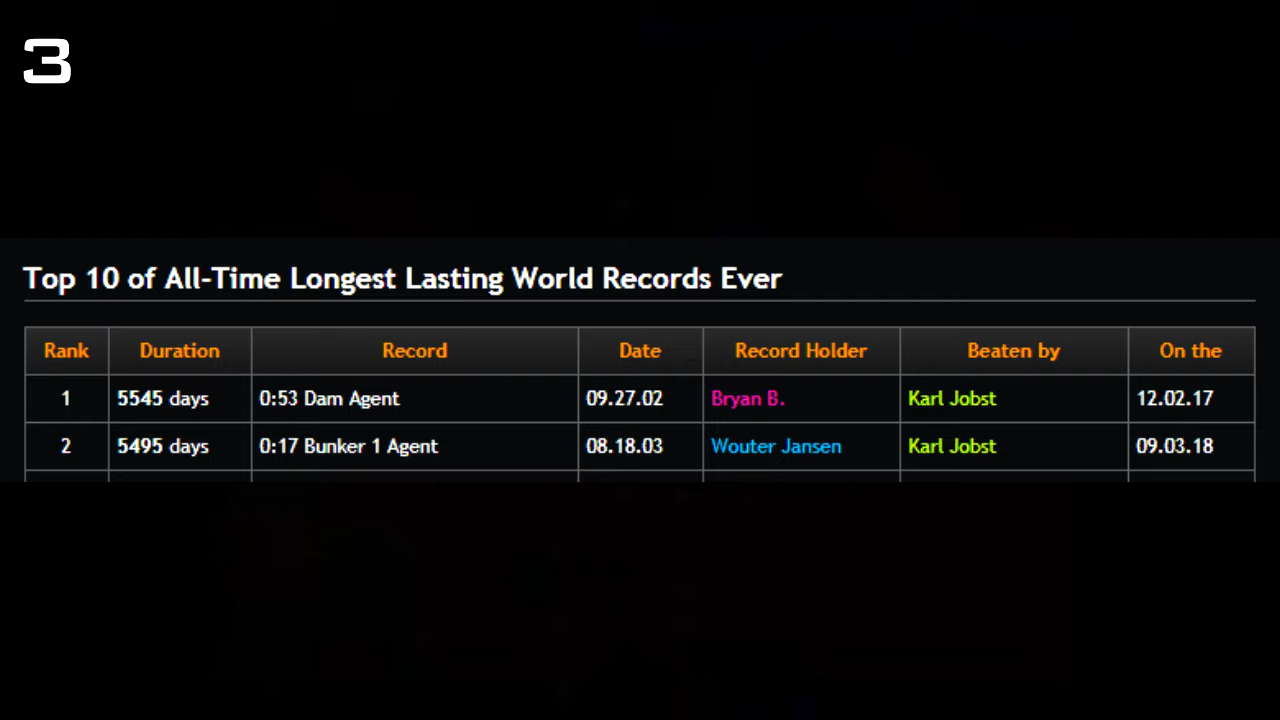 3
Top 10 of All-Time Longest Lasting World Records Ever
Rank Duration Record Date Record Holder Beaten by On the
1 5545 days 0:53 Dam Agent 09.27.02 Bryan B. Karl Jobst 12.02.17
2 5495 days 0:17 Bunker 1 Agent 08.18.03 Wouter Jansen Karl Jobst 09.03.18